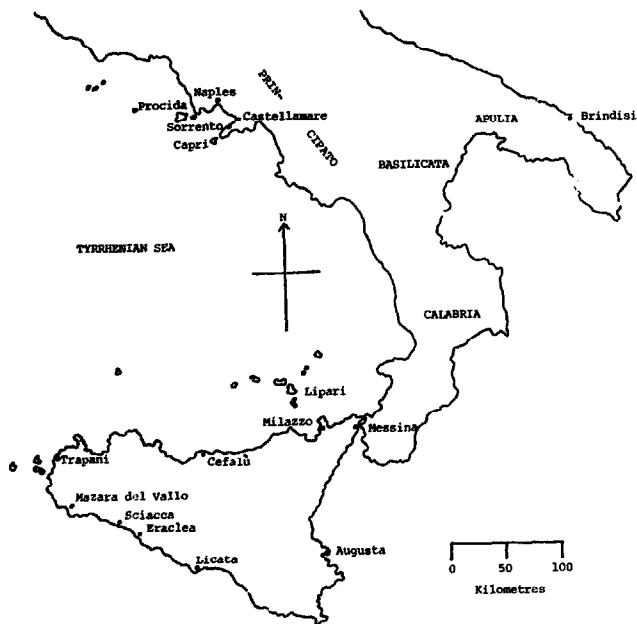 PRIN-
CIPATO
Naples
Procida
Castellamare
Sorrento
Capri
APULIA
Brindisi
BASILICATA
TYRRHENIAN SEA
N
CALABRIA
Lipari
Milazzo
Messina
Trapani
Cefalù
Mazara del Vallo
Sciacca
Eraclea
Augusta
Licata
0 50 100
Kilometres